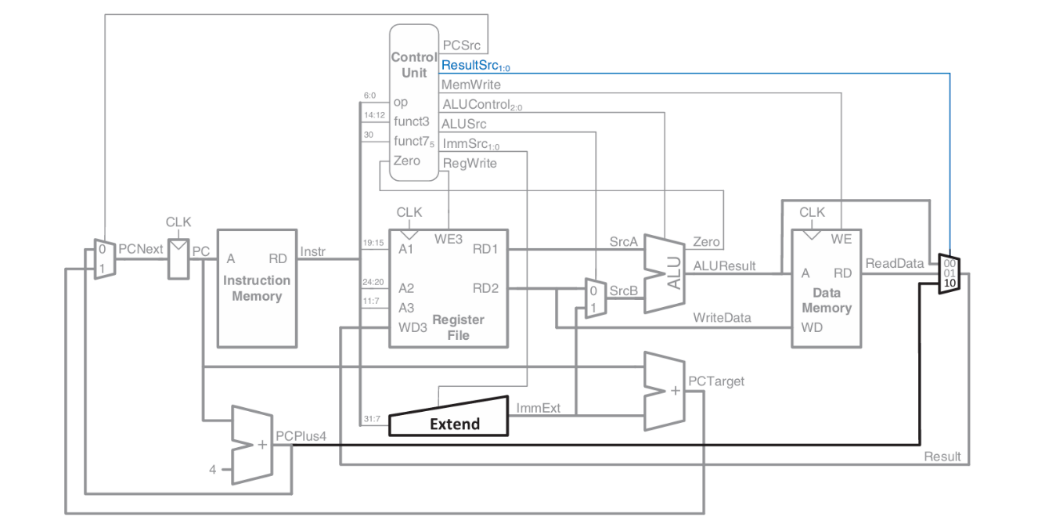 PCSrc
Control
Unit
ResultSrc1:0
MemWrite
6:0
op
ALUControl2:0
14:12
funct3
ALUSrc
30
funct75
ImmSrc1:0
Zero
RegWrite
CLK
CLK
CLK
0
PCNext
PC
A
RD
Instr
19:15
A1
WE3
RD1
SrcA
Zero
WE
1
Instruction
Memory
ALU
ALUResult
A
RD
ReadData
00
01
10
24:20
A2
RD2
0
SrcB
Data
Memory
11:7
A3
1
WD3
Register
File
WriteData
WD
+
PCTarget
ImmExt
31:7
Extend
PCPlus4
+
4
Result